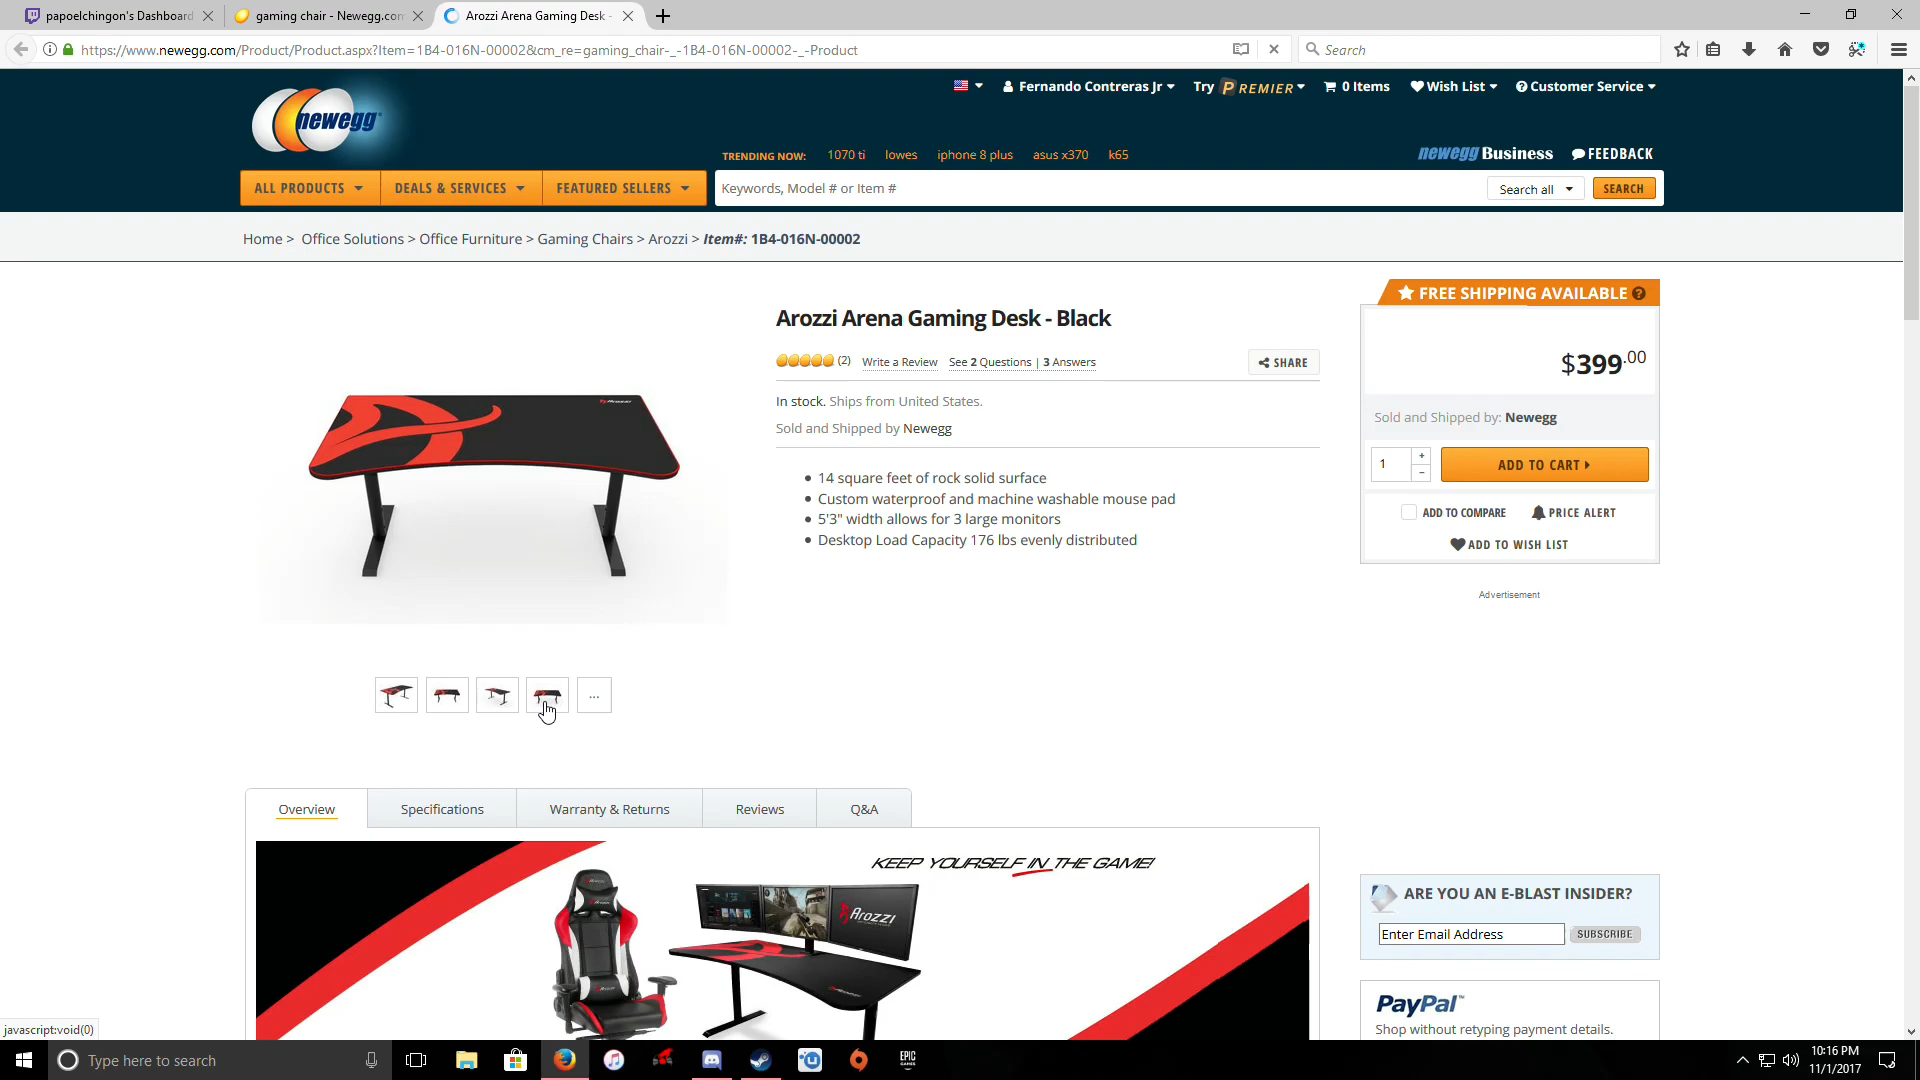 papoelchingon's Dashboard
gaming chair - Newegg.com
Arozzi Arena Gaming Desk -
https://www.newegg.com/Product/Product.aspx?Item=1B4-016N-00002&cm_re=gaming_chair-_-1B4-016N-00002-_-Product
Search
newegg
Fernando Contreras Jr
Try PREMIER
0 Items
Wish List
Customer Service
TRENDING NOW: 1070 ti lowes iphone 8 plus asus x370 k65
newegg Business
FEEDBACK
ALL PRODUCTS
DEALS & SERVICES
FEATURED SELLERS
Keywords, Model # or Item #
Search all
SEARCH
Home > Office Solutions > Office Furniture > Gaming Chairs > Arozzi > Item#: 1B4-016N-00002
FREE SHIPPING AVAILABLE ?
Arozzi Arena Gaming Desk - Black
(2) Write a Review See 2 Questions | 3 Answers
SHARE
$399.00
In stock. Ships from United States.
Sold and Shipped by Newegg
Sold and Shipped by: Newegg
1
+
−
ADD TO CART
14 square feet of rock solid surface
Custom waterproof and machine washable mouse pad
5'3" width allows for 3 large monitors
Desktop Load Capacity 176 lbs evenly distributed
ADD TO COMPARE
PRICE ALERT
ADD TO WISH LIST
Advertisement
Arozzi
...
Overview
Specifications
Warranty & Returns
Reviews
Q&A
KEEP YOURSELF IN THE GAME!
Arozzi
ARE YOU AN E-BLAST INSIDER?
Enter Email Address
SUBSCRIBE
PayPal™
Shop without retyping payment details.
javascript:void(0)
Type here to search
EPIC
GAMES
10:16 PM
11/1/2017